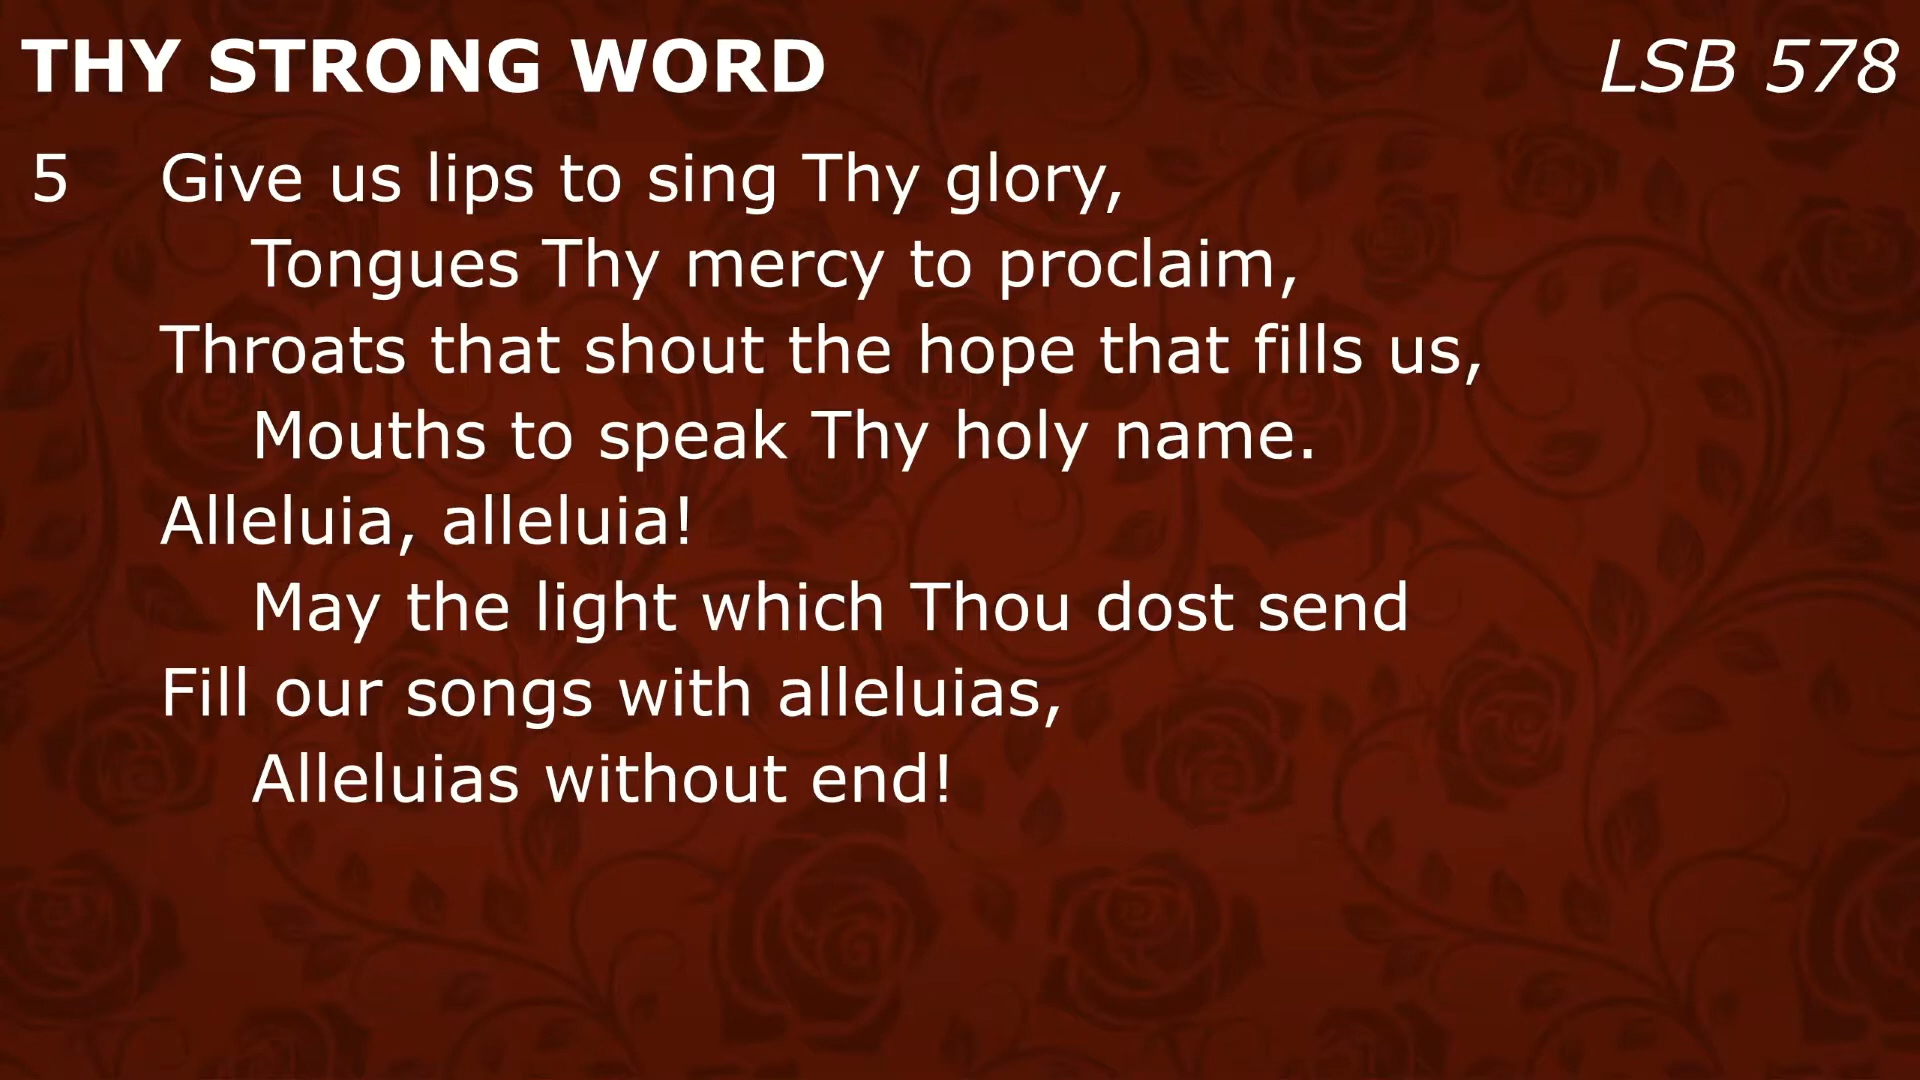 THY STRONG WORD LSB 578
5 Give us lips to sing Thy glory,
Tongues Thy mercy to proclaim,
Throats that shout the hope that fills us,
Mouths to speak Thy holy name.
Alleluia, alleluia!
May the light which Thou dost send
Fill our songs with alleluias,
Alleluias without end!